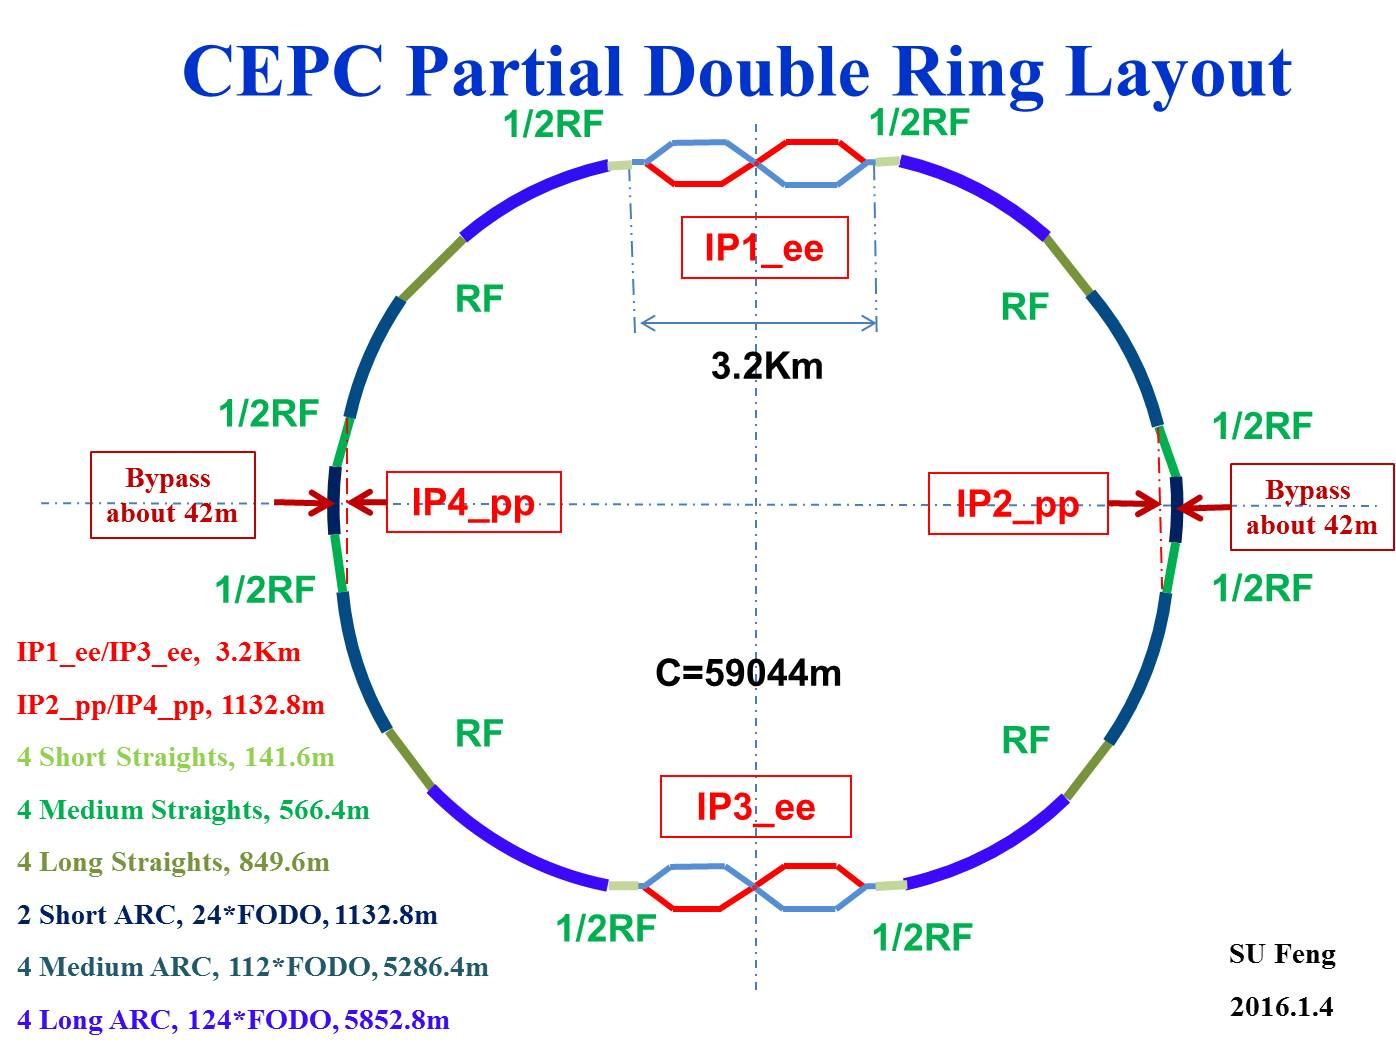 CEPC Partial Double Ring Layout
1/2RF
1/2RF
IP1_ee
RF
RF
3.2Km
1/2RF
1/2RF
Bypass
about 42m
IP4_pp
IP2_pp
Bypass
about 42m
1/2RF
1/2RF
IP1_ee/IP3_ee, 3.2Km
C=59044m
IP2_pp/IP4_pp, 1132.8m
RF
RF
4 Short Straights, 141.6m
4 Medium Straights, 566.4m
IP3_ee
4 Long Straights, 849.6m
2 Short ARC, 24*FODO, 1132.8m
1/2RF
1/2RF
4 Medium ARC, 112*FODO, 5286.4m
4 Long ARC, 124*FODO, 5852.8m
SU Feng
2016.1.4